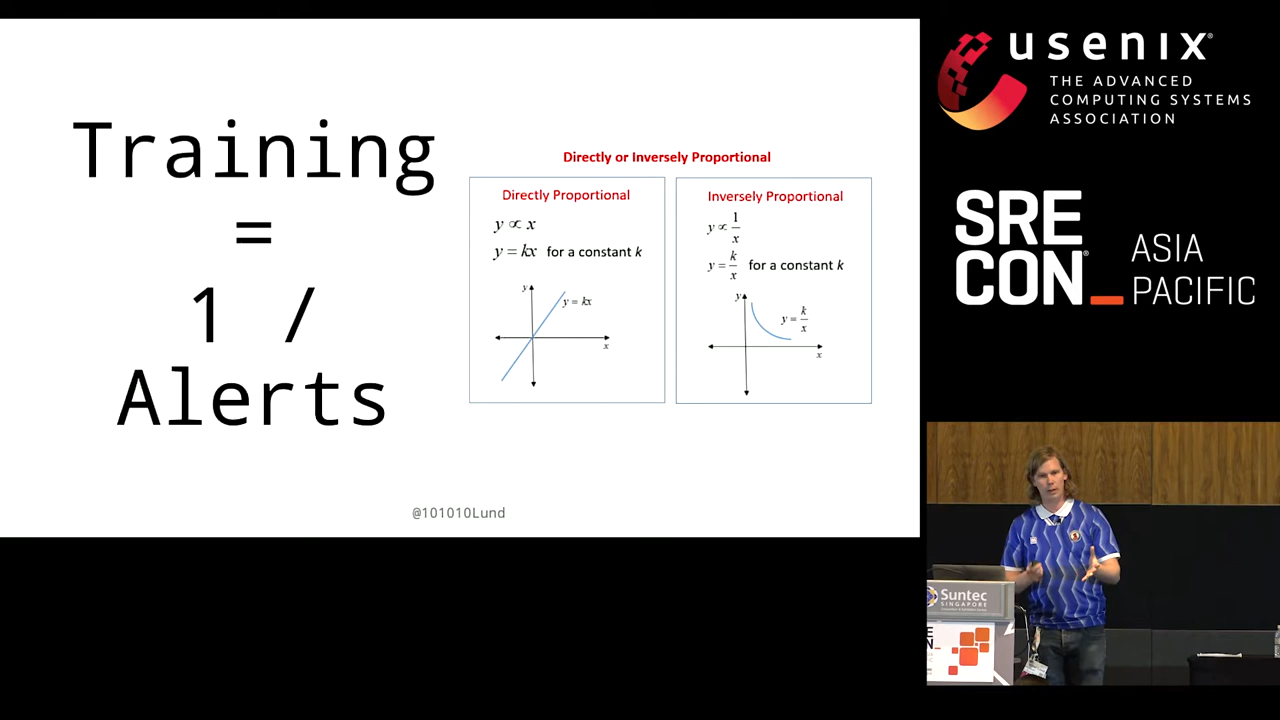 Training
=
1 /
Alerts
Directly or Inversely Proportional
Directly Proportional
y ∝ x
y = kx for a constant k
y
y = kx
x
Inversely Proportional
y ∝ 1/x
y = k/x for a constant k
y
y = k/x
x
@101010Lund
usenix®
THE ADVANCED
COMPUTING SYSTEMS
ASSOCIATION
SRE
CON_®
ASIA
PACIFIC
Suntec
SINGAPORE